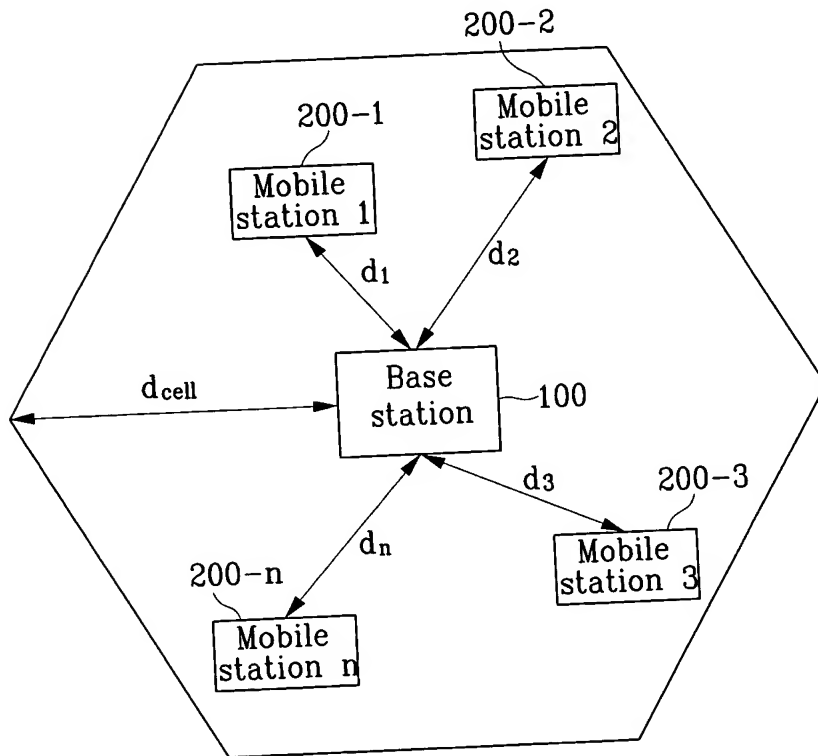 200-2
Mobile
station 2
200-1
Mobile
station 1
d1
d2
dcell
Base
station
100
d3
200-3
dn
Mobile
station 3
200-n
Mobile
station n